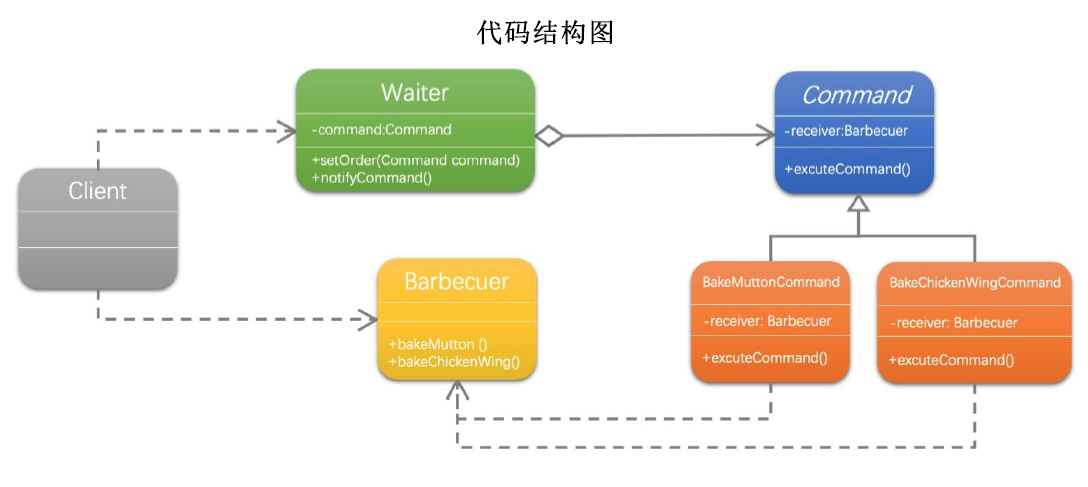 代码结构图
Waiter
-command:Command
+setOrder(Command command)
+notifyCommand()
Command
-receiver:Barbecuer
+excuteCommand()
Client
Barbecuer
+bakeMutton ()
+bakeChickenWing()
BakeMuttonCommand
-receiver: Barbecuer
+excuteCommand()
BakeChickenWingCommand
-receiver: Barbecuer
+excuteCommand()